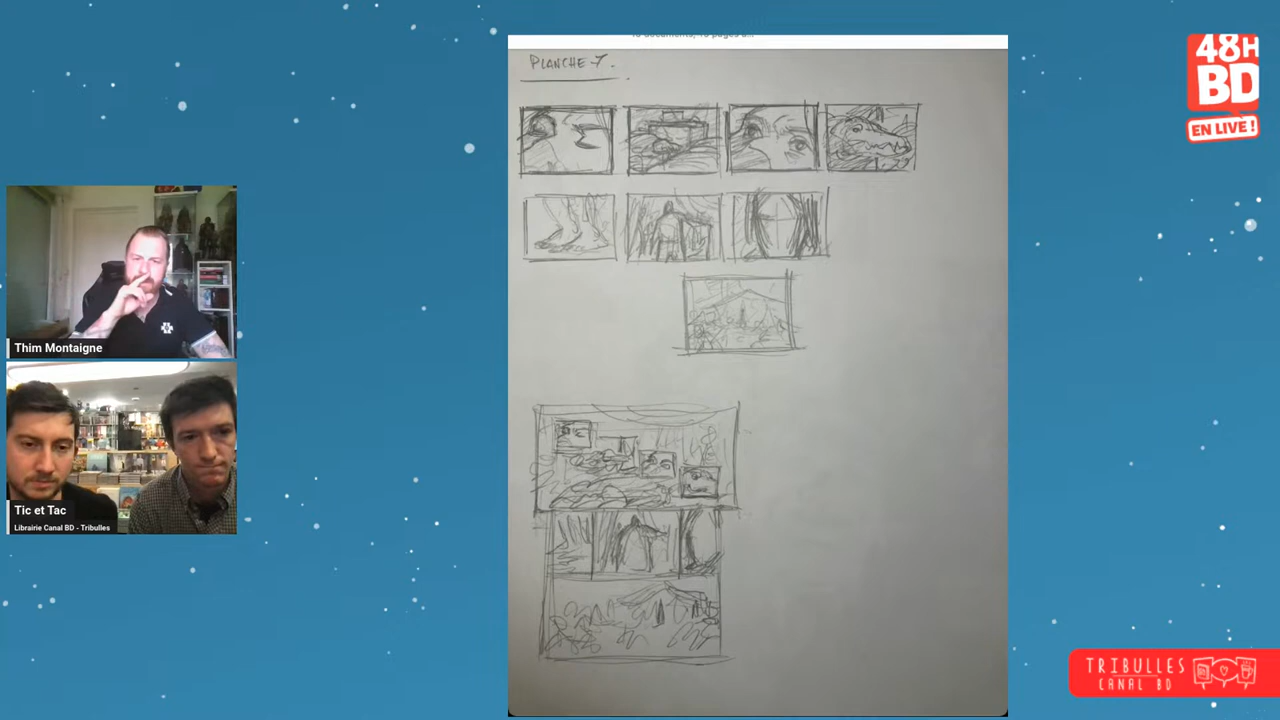 PLANCHE 7.
48H
BD
EN LIVE !
Thim Montaigne
Tic et Tac
Librairie Canal BD - Tribulles
TRIBULLES
CANAL BD